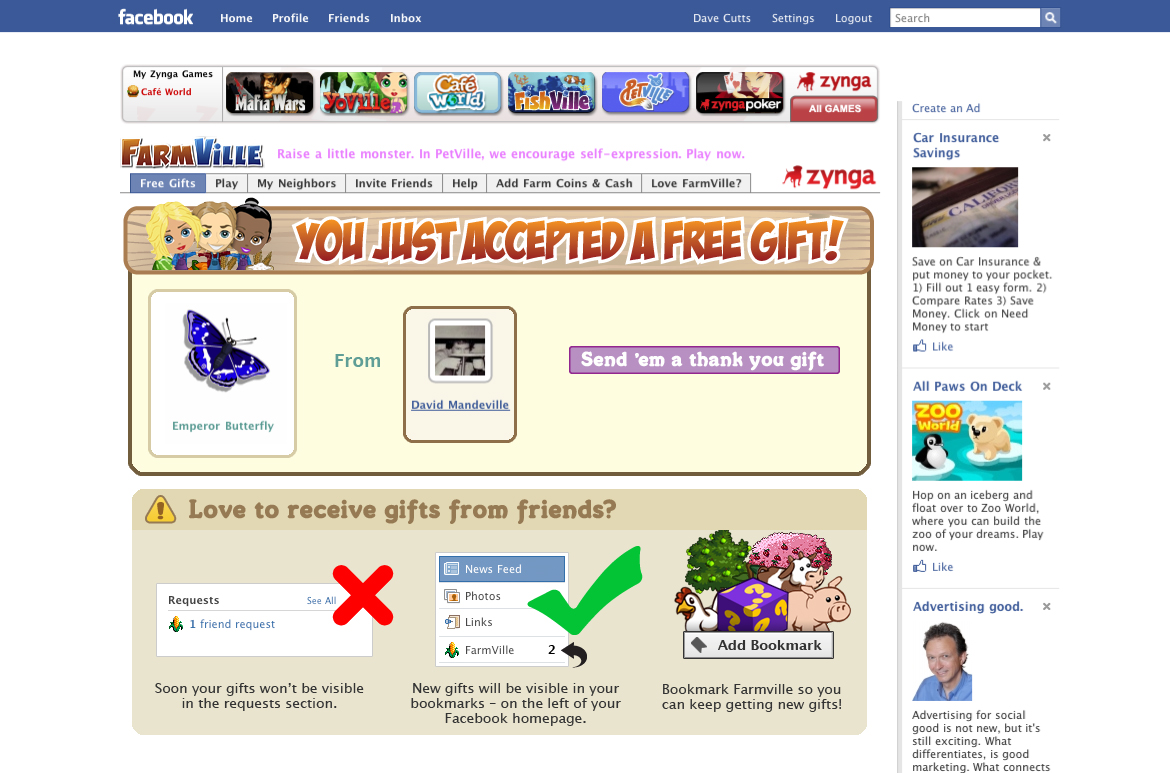 facebook Home Profile Friends Inbox Dave Cutts Settings Logout Search
My Zynga Games
Café World
Mafia Wars
YoVille
Café World
FishVille
PetVille
zynga poker
zynga
ALL GAMES
FARMVILLE
Raise a little monster. In PetVille, we encourage self-expression. Play now.
Free Gifts Play My Neighbors Invite Friends Help Add Farm Coins & Cash Love FarmVille?
zynga
YOU JUST ACCEPTED A FREE GIFT!
Emperor Butterfly
From
David Mandeville
Send 'em a thank you gift
Love to receive gifts from friends?
Requests See All
1 friend request
Soon your gifts won't be visible
in the requests section.
News Feed
Photos
Links
FarmVille 2
New gifts will be visible in your
bookmarks – on the left of your
Facebook homepage.
Add Bookmark
Bookmark Farmville so you
can keep getting new gifts!
Create an Ad
Car Insurance
Savings
CALIFOR
Save on Car Insurance &
put money to your pocket.
1) Fill out 1 easy form. 2)
Compare Rates 3) Save
Money. Click on Need
Money to start
Like
All Paws On Deck
ZOO
World
Hop on an iceberg and
float over to Zoo World,
where you can build the
zoo of your dreams. Play
now.
Like
Advertising good.
Advertising for social
good is not new, but it's
still exciting. What
differentiates, is good
marketing. What connects